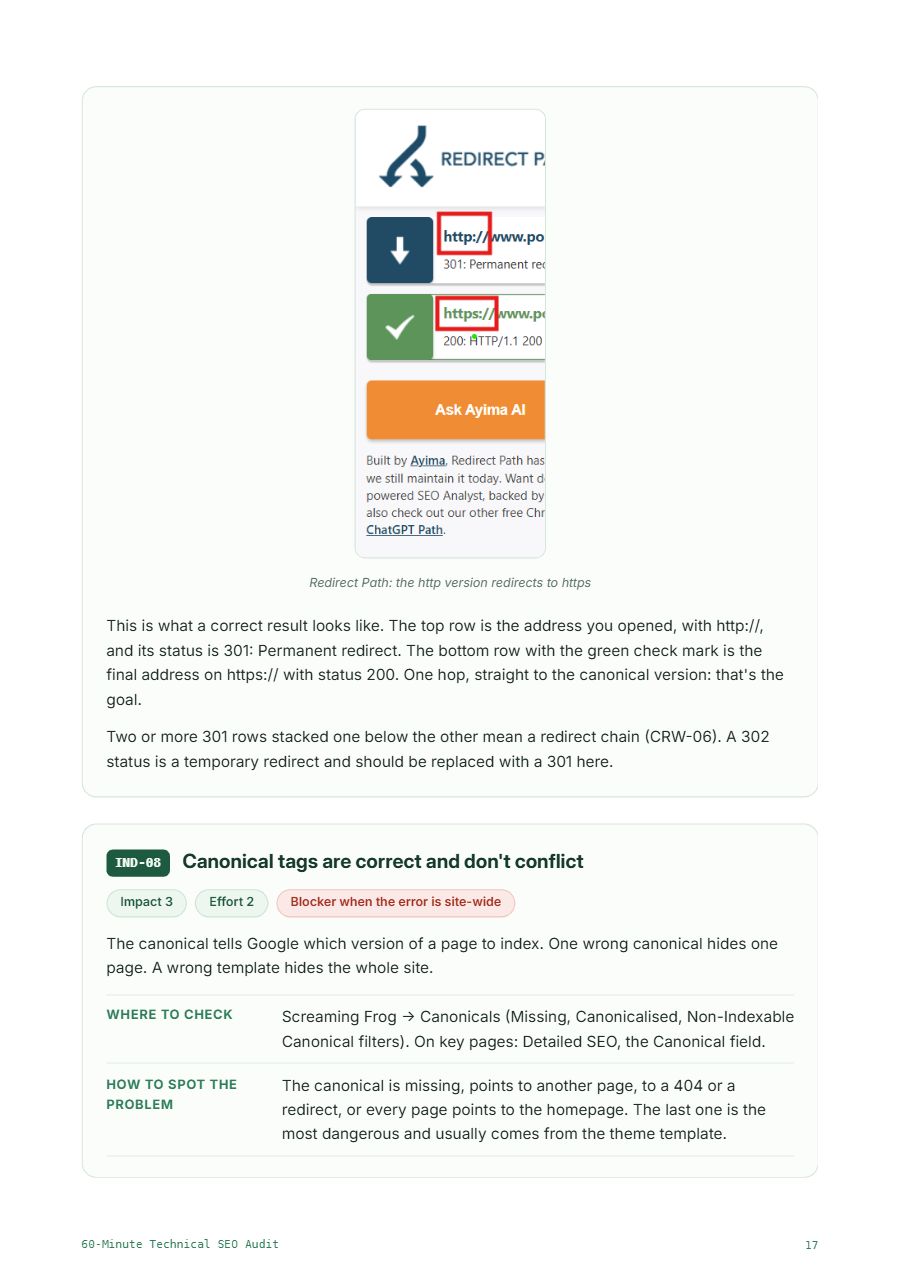 REDIRECT PA
http://www.po
301: Permanent rec
https://www.po
200: HTTP/1.1 200
Ask Ayima AI
Built by Ayima, Redirect Path has
we still maintain it today. Want d
powered SEO Analyst, backed by
also check out our other free Chr
ChatGPT Path.
Redirect Path: the http version redirects to https
This is what a correct result looks like. The top row is the address you opened, with http://,
and its status is 301: Permanent redirect. The bottom row with the green check mark is the
final address on https:// with status 200. One hop, straight to the canonical version: that's the
goal.
Two or more 301 rows stacked one below the other mean a redirect chain (CRW-06). A 302
status is a temporary redirect and should be replaced with a 301 here.
IND-08 Canonical tags are correct and don't conflict
Impact 3 Effort 2 Blocker when the error is site-wide
The canonical tells Google which version of a page to index. One wrong canonical hides one
page. A wrong template hides the whole site.
WHERE TO CHECK
Screaming Frog → Canonicals (Missing, Canonicalised, Non-Indexable
Canonical filters). On key pages: Detailed SEO, the Canonical field.
HOW TO SPOT THE
PROBLEM
The canonical is missing, points to another page, to a 404 or a
redirect, or every page points to the homepage. The last one is the
most dangerous and usually comes from the theme template.
60-Minute Technical SEO Audit
17